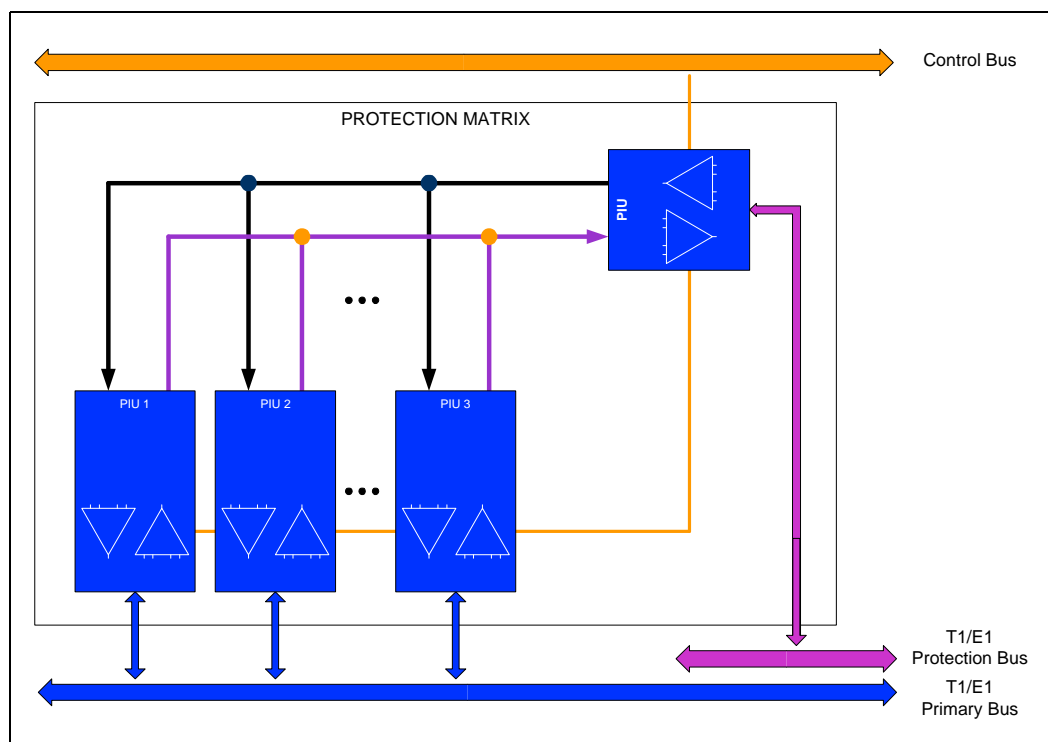 Control Bus
PROTECTION MATRIX
PIU
PIU 1
PIU 2
PIU 3
T1/E1
Protection Bus
T1/E1
Primary Bus